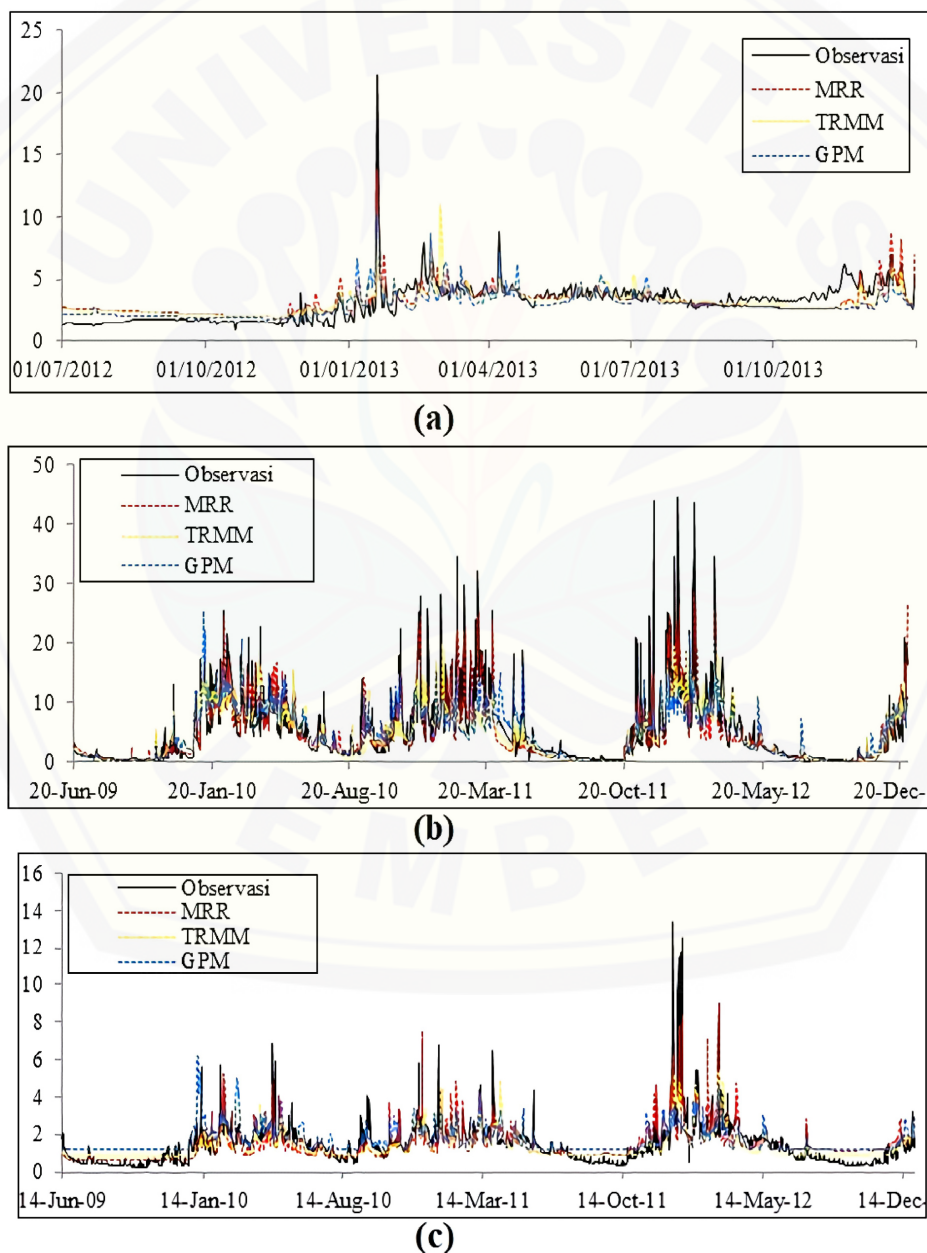 UNIVERSITAS
25
20
15
10
5
0
Observasi
MRR
TRMM
GPM
01/07/2012 01/10/2012 01/01/2013 01/04/2013 01/07/2013 01/10/2013
(a)
50
40
30
20
10
0
Observasi
MRR
TRMM
GPM
20-Jun-09 20-Jan-10 20-Aug-10 20-Mar-11 20-Oct-11 20-May-12 20-Dec-
(b)
EMBE
16
14
12
10
8
6
4
2
0
Observasi
MRR
TRMM
GPM
14-Jun-09 14-Jan-10 14-Aug-10 14-Mar-11 14-Oct-11 14-May-12 14-Dec-
(c)